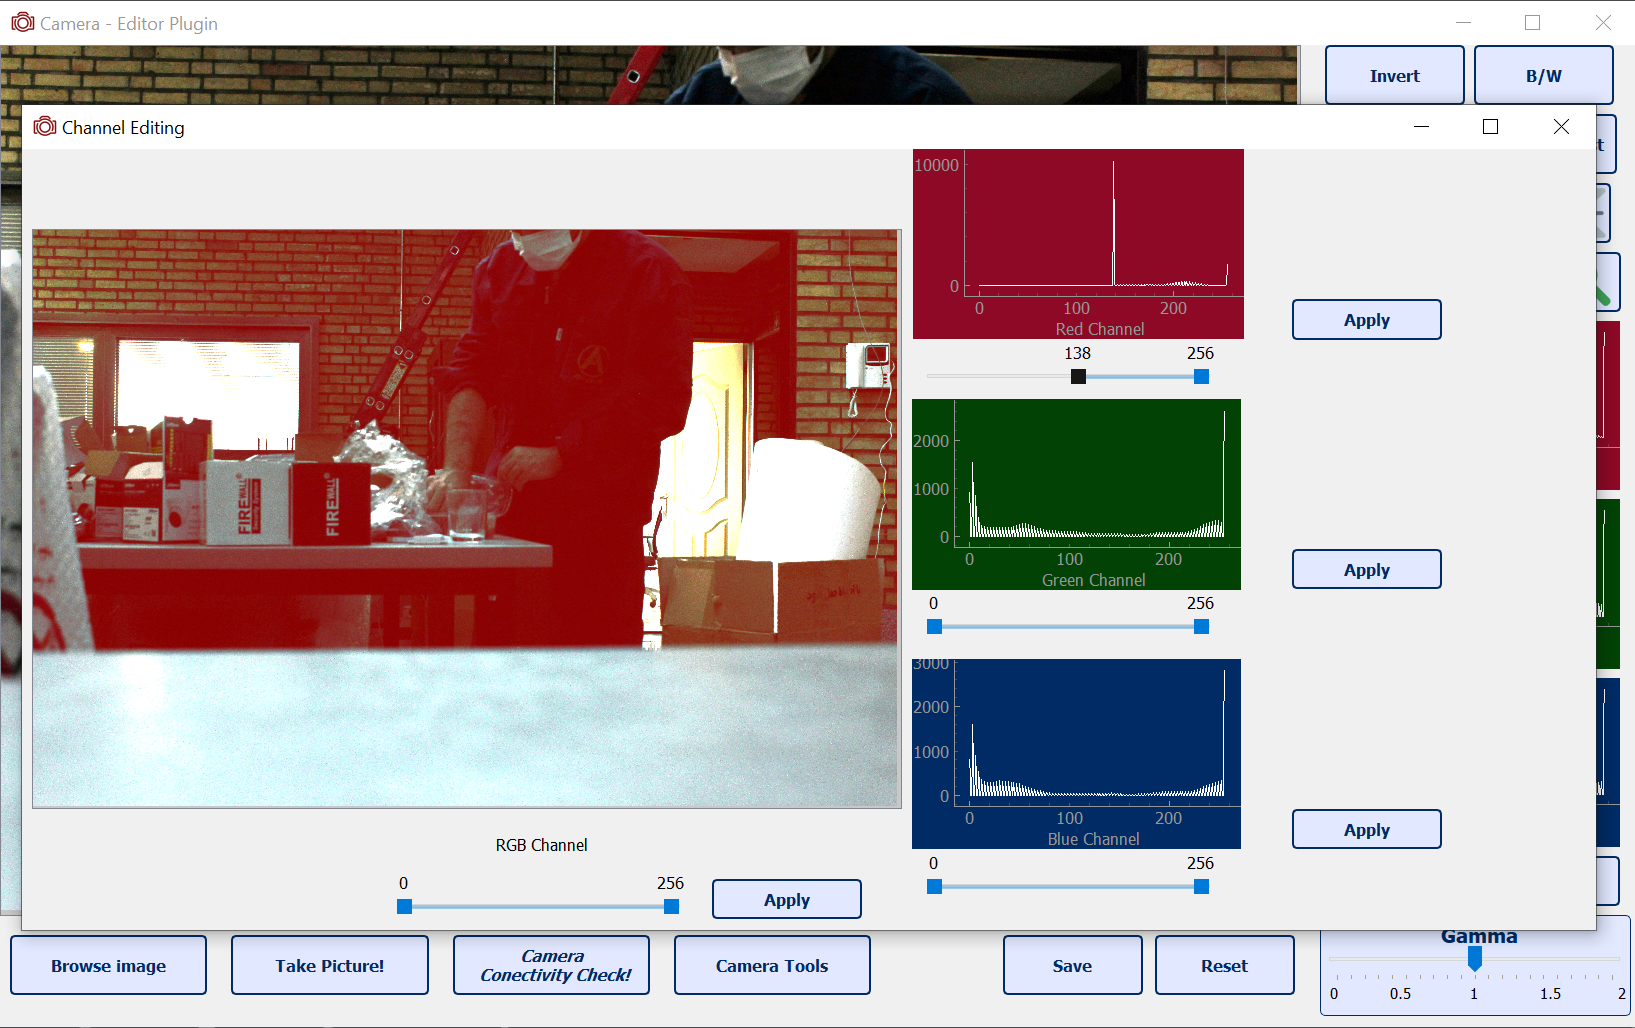 Camera - Editor Plugin
Invert
B/W
Channel Editing
10000
0
0 100 200
Red Channel
138 256
Apply
2000
1000
0
0 100 200
Green Channel
0 256
Apply
3000
2000
1000
0
0 100 200
Blue Channel
0 256
Apply
FIREWALL
FIREWALL
RGB Channel
0 256
Apply
Browse image
Take Picture!
Camera
Conectivity Check!
Camera Tools
Save
Reset
Gamma
0 0.5 1 1.5 2